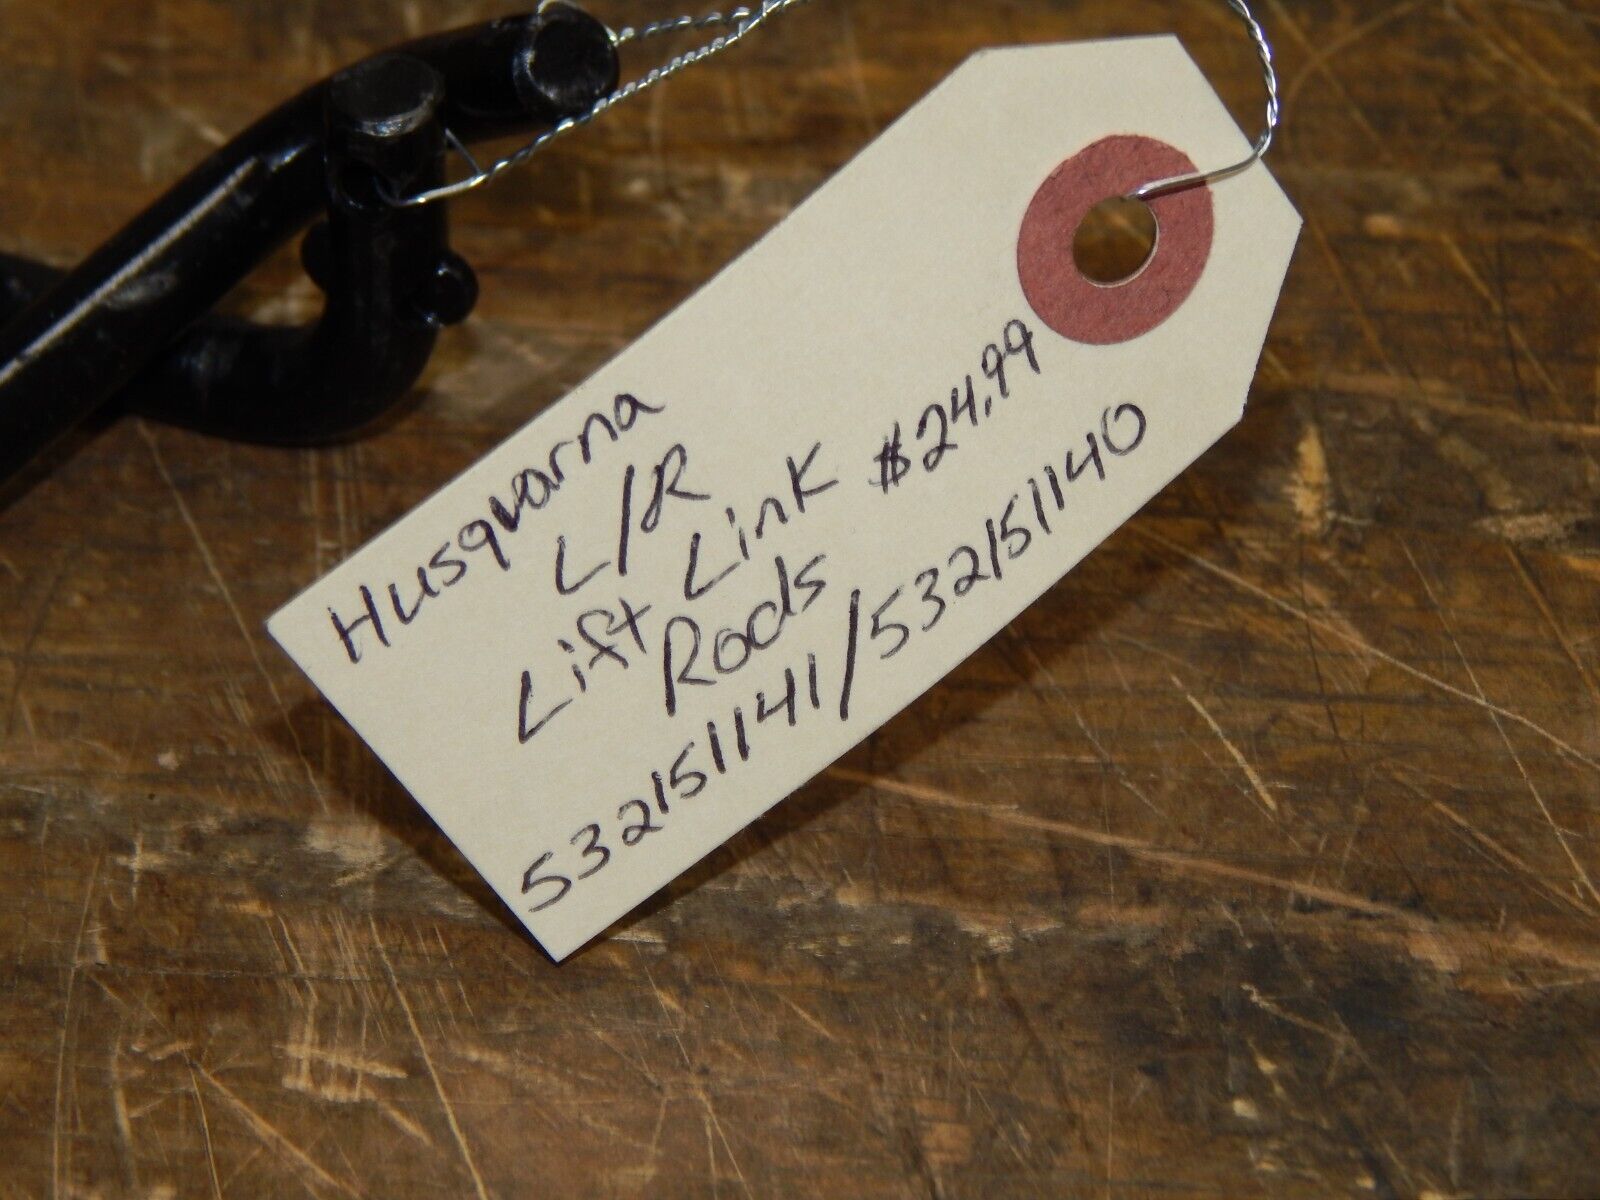 Husqvarna
L/R
Lift Link $24.99
Rods
532151141/532151140